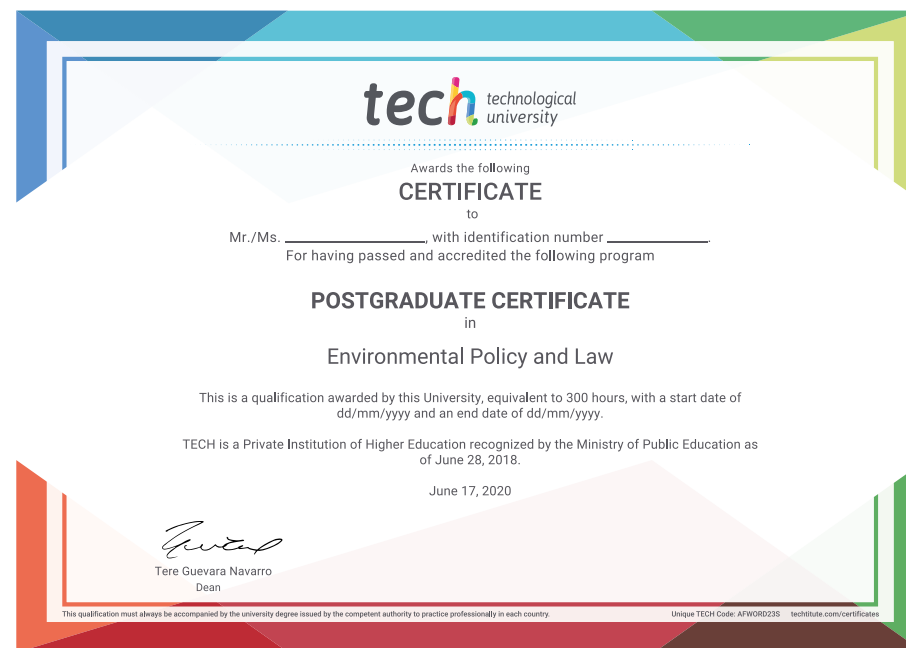 tech technological
university
Awards the following
CERTIFICATE
to
Mr./Ms. ____________________, with identification number ______________.
For having passed and accredited the following program
POSTGRADUATE CERTIFICATE
in
Environmental Policy and Law
This is a qualification awarded by this University, equivalent to 300 hours, with a start date of
dd/mm/yyyy and an end date of dd/mm/yyyy.
TECH is a Private Institution of Higher Education recognized by the Ministry of Public Education as
of June 28, 2018.
June 17, 2020
Tere Guevara Navarro
Dean
This qualification must always be accompanied by the university degree issued by the competent authority to practice professionally in each country.
Unique TECH Code: AFWORD23S techtitute.com/certificates